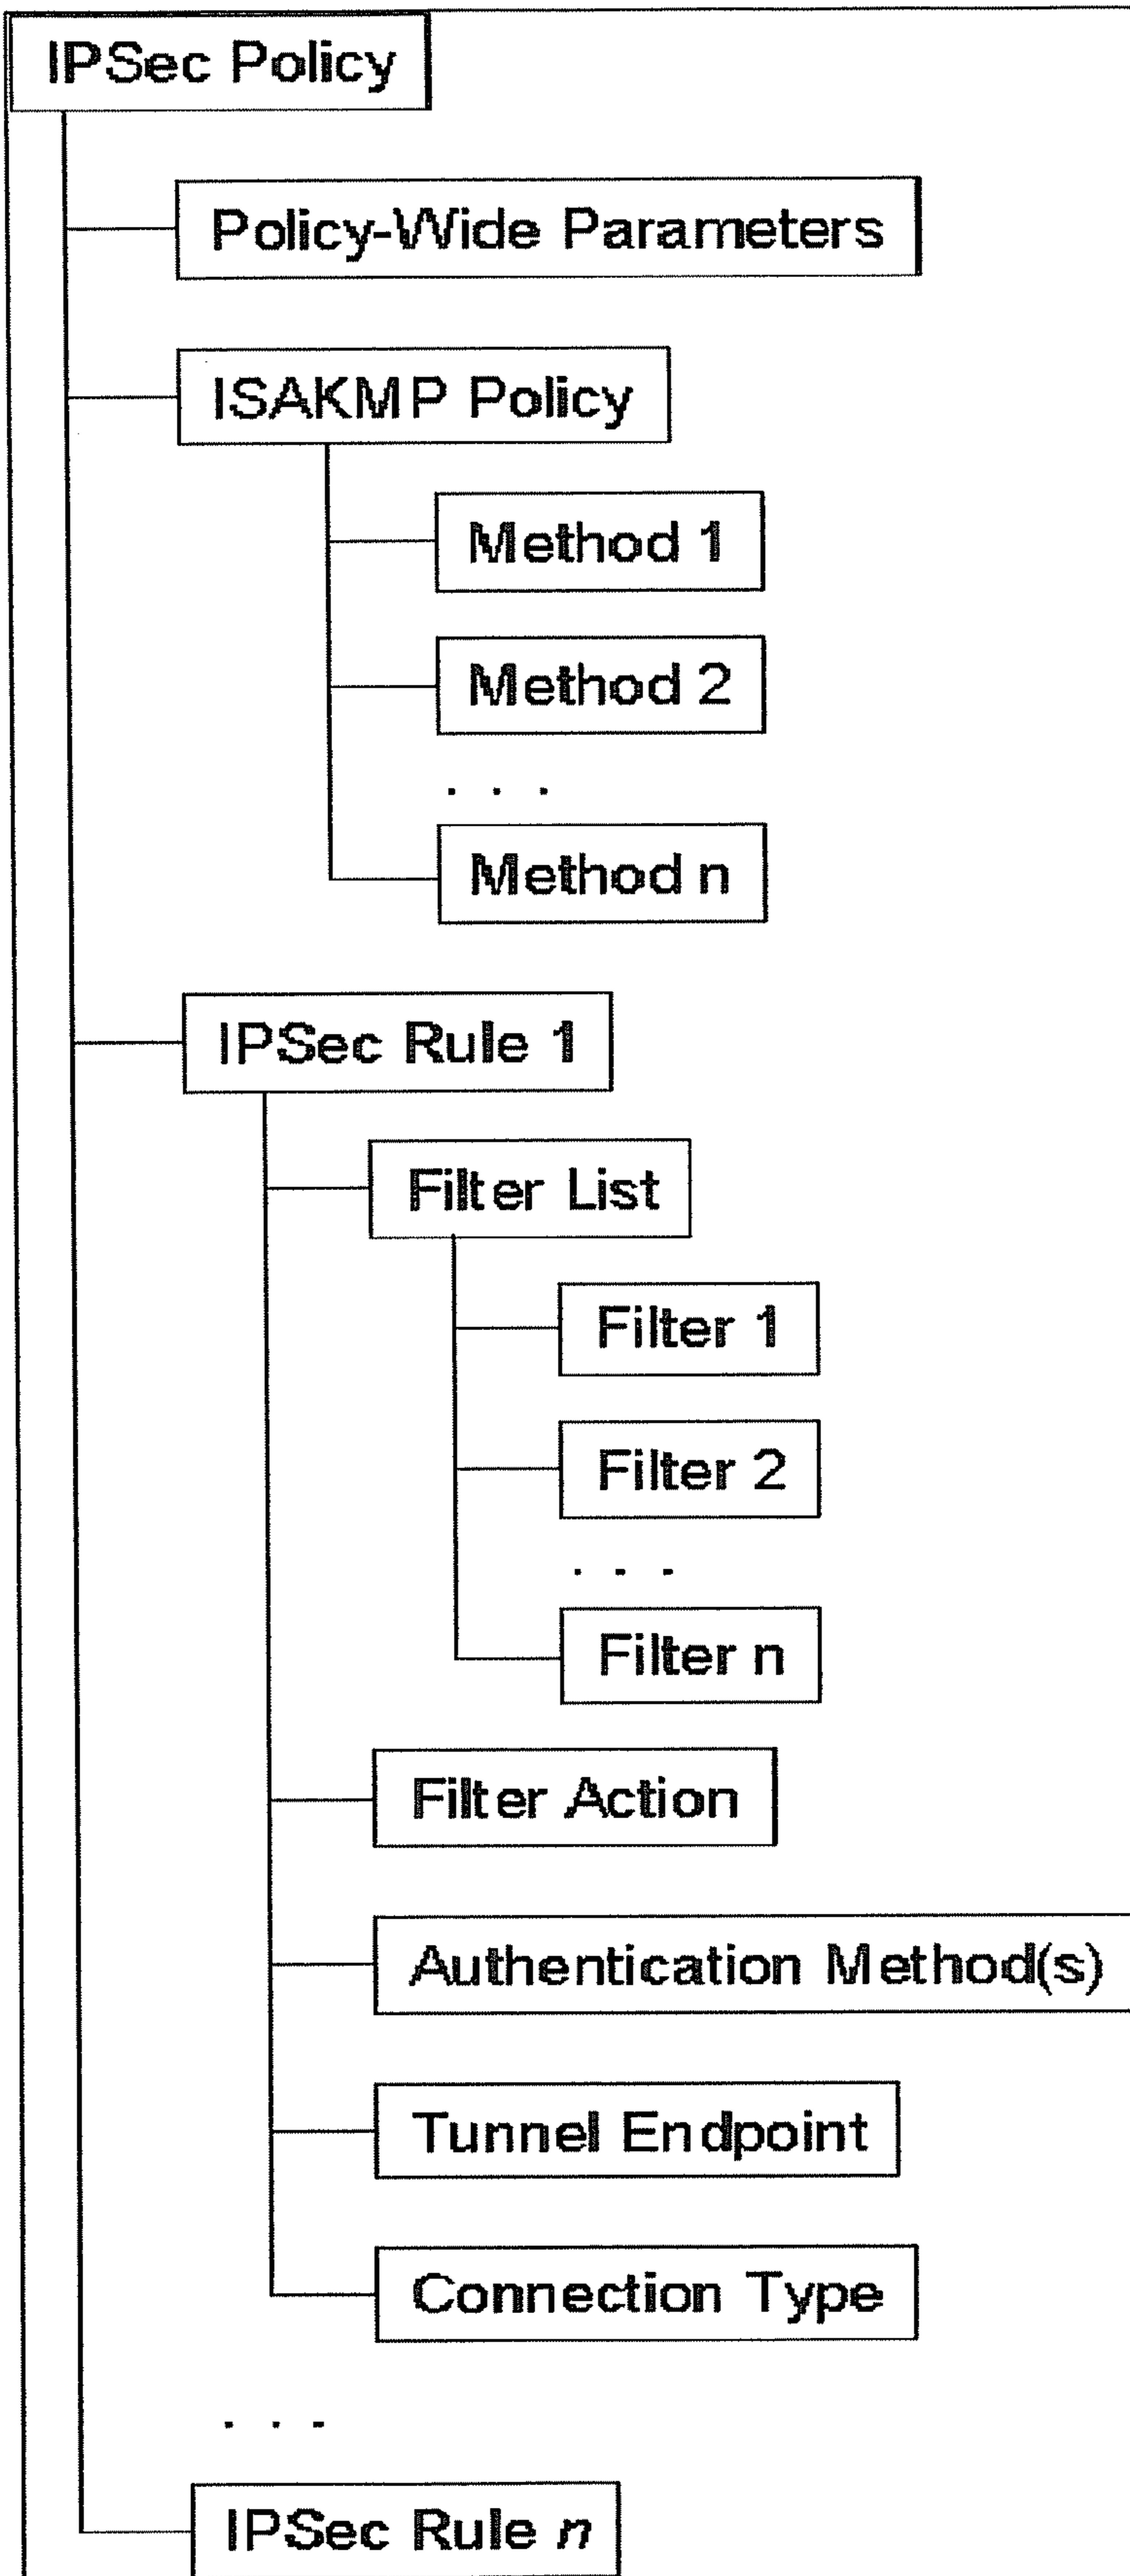 IPSec Policy
Policy-Wide Parameters
ISAKMP Policy
Method 1
Method 2
. . .
Method n
IPSec Rule 1
Filter List
Filter 1
Filter 2
. . .
Filter n
Filter Action
Authentication Method(s)
Tunnel Endpoint
Connection Type
. . .
IPSec Rule n